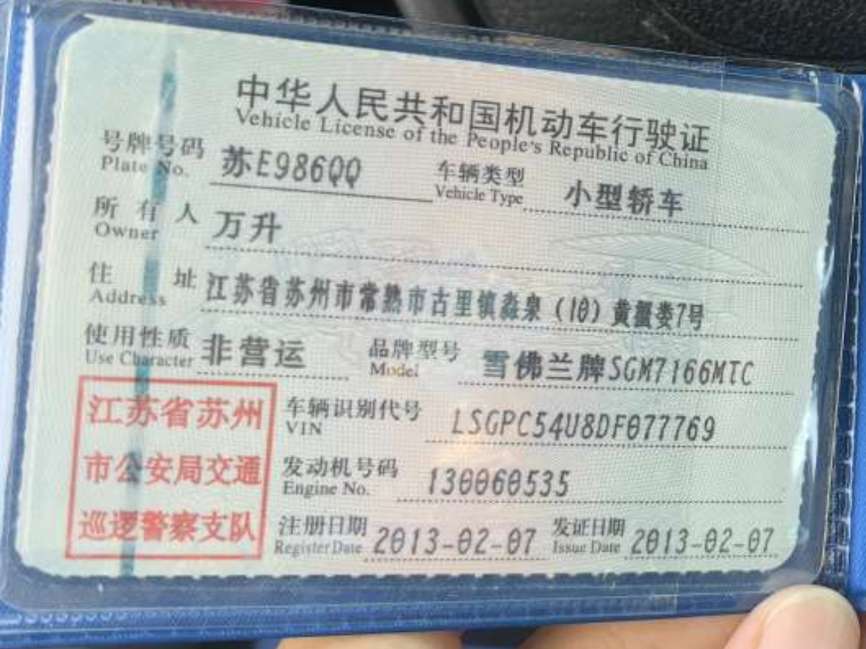 中华人民共和国机动车行驶证
Vehicle License of the People's Republic of China
号牌号码 苏E986QQ 车辆类型 小型轿车
Plate No. Vehicle Type
所有人 万升
Owner
住址 江苏省苏州市常熟市古里镇淼泉（10）黄蟹娄7号
Address
使用性质 非营运 品牌型号 雪佛兰牌SGM7166MTC
Use Character Model
江苏省苏州
市公安局交通
巡逻警察支队
车辆识别代号 LSGPC54U8DF077769
VIN
发动机号码 130060535
Engine No.
注册日期 2013-02-07 发证日期 2013-02-07
Register Date Issue Date